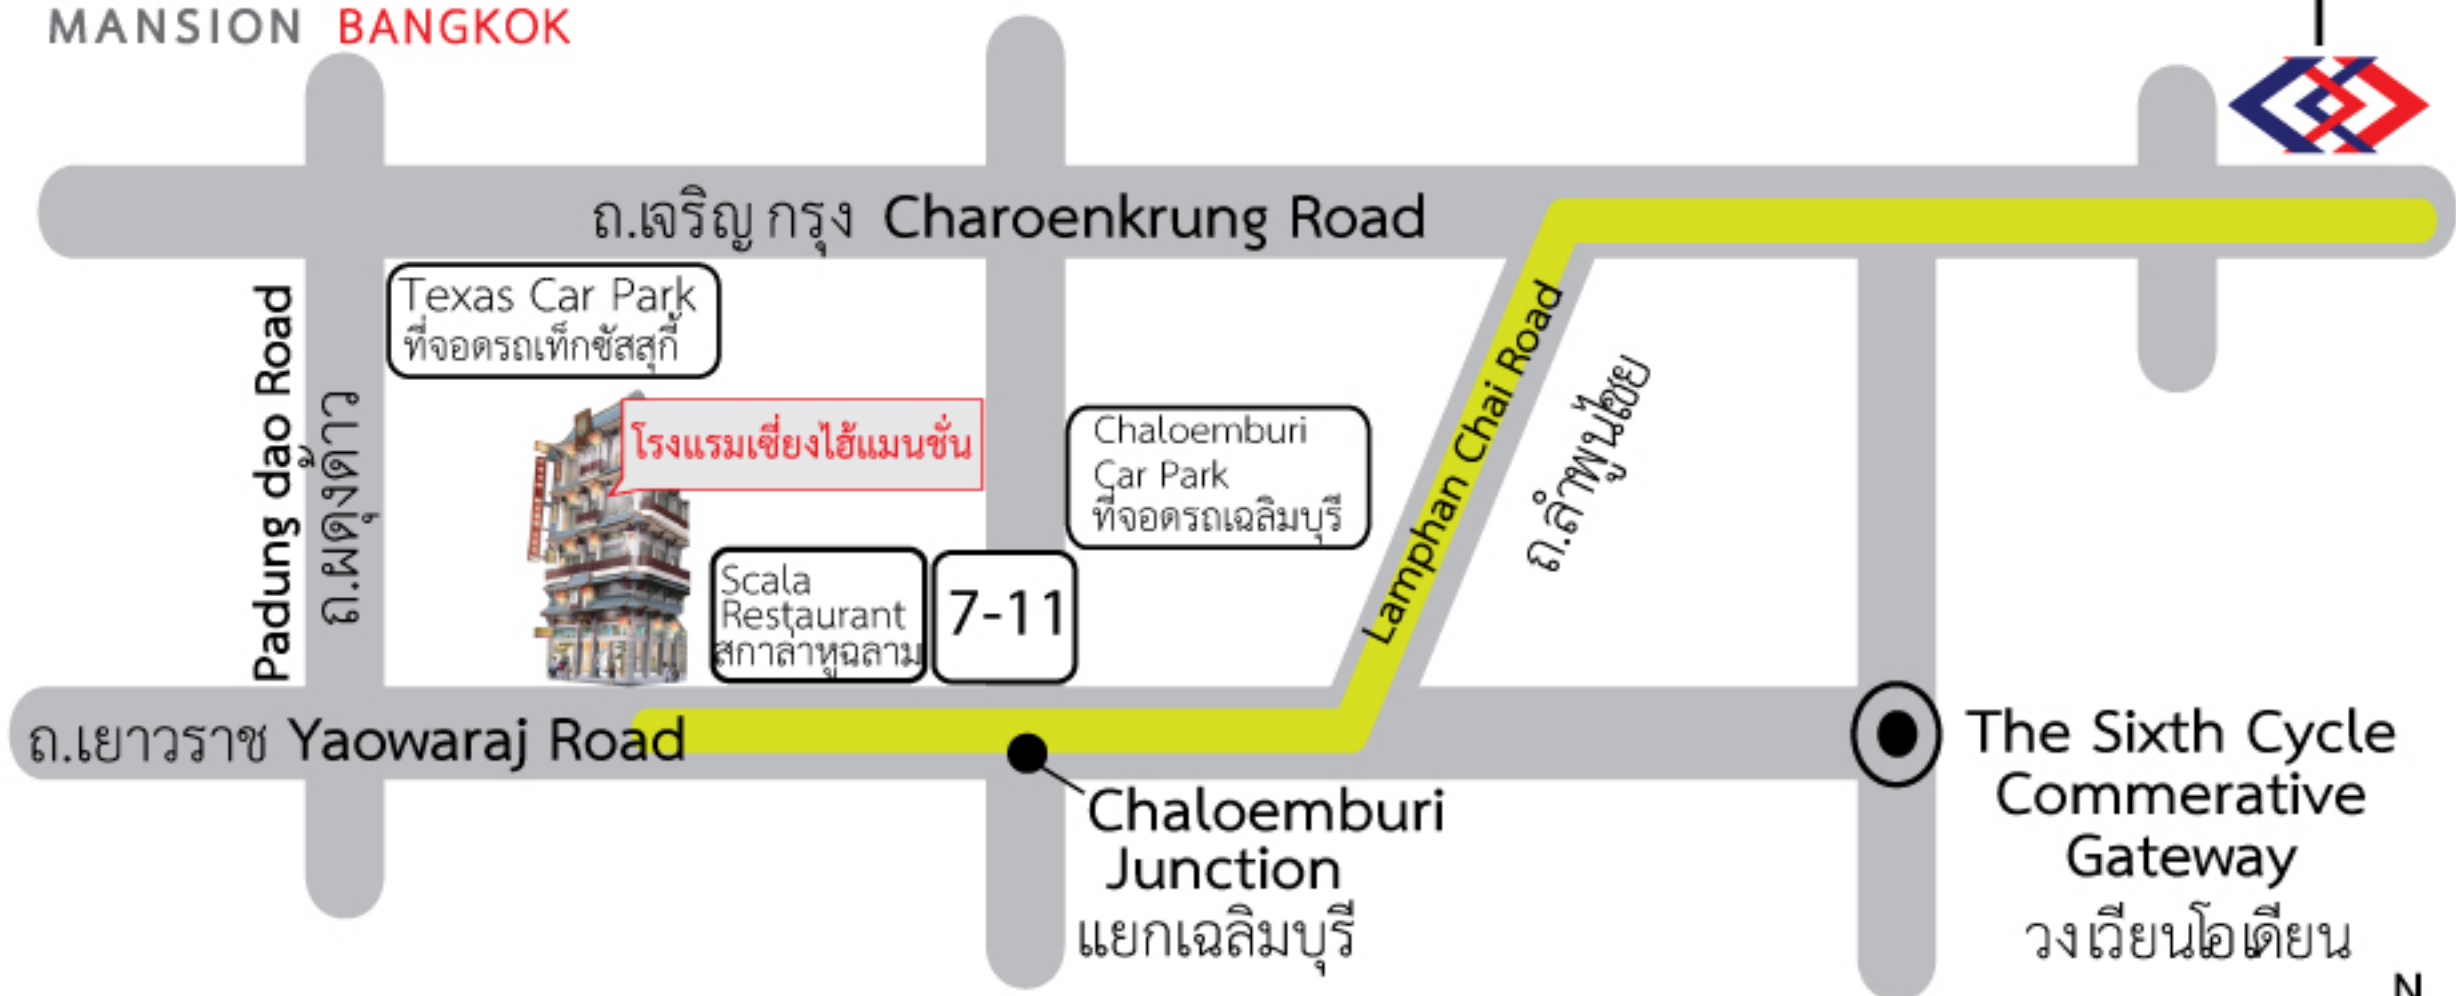 MANSION BANGKOK
ถ.เจริญกรุง Charoenkrung Road
Texas Car Park
ที่จอดรถเท็กซัสสุกี้
Padung dao Road
ถ.ผดุงด้าว
โรงแรมเซี่ยงไฮ้แมนชั่น
Chaloemburi
Car Park
ที่จอดรถเฉลิมบุรี
Lamphan Chai Road
ถ.ลำพูนไชย
Scala
Restaurant
สกาล่าหูฉลาม
7-11
ถ.เยาวราช Yaowaraj Road
Chaloemburi
Junction
แยกเฉลิมบุรี
The Sixth Cycle
Commerative
Gateway
วงเวียนโอเดียน
N